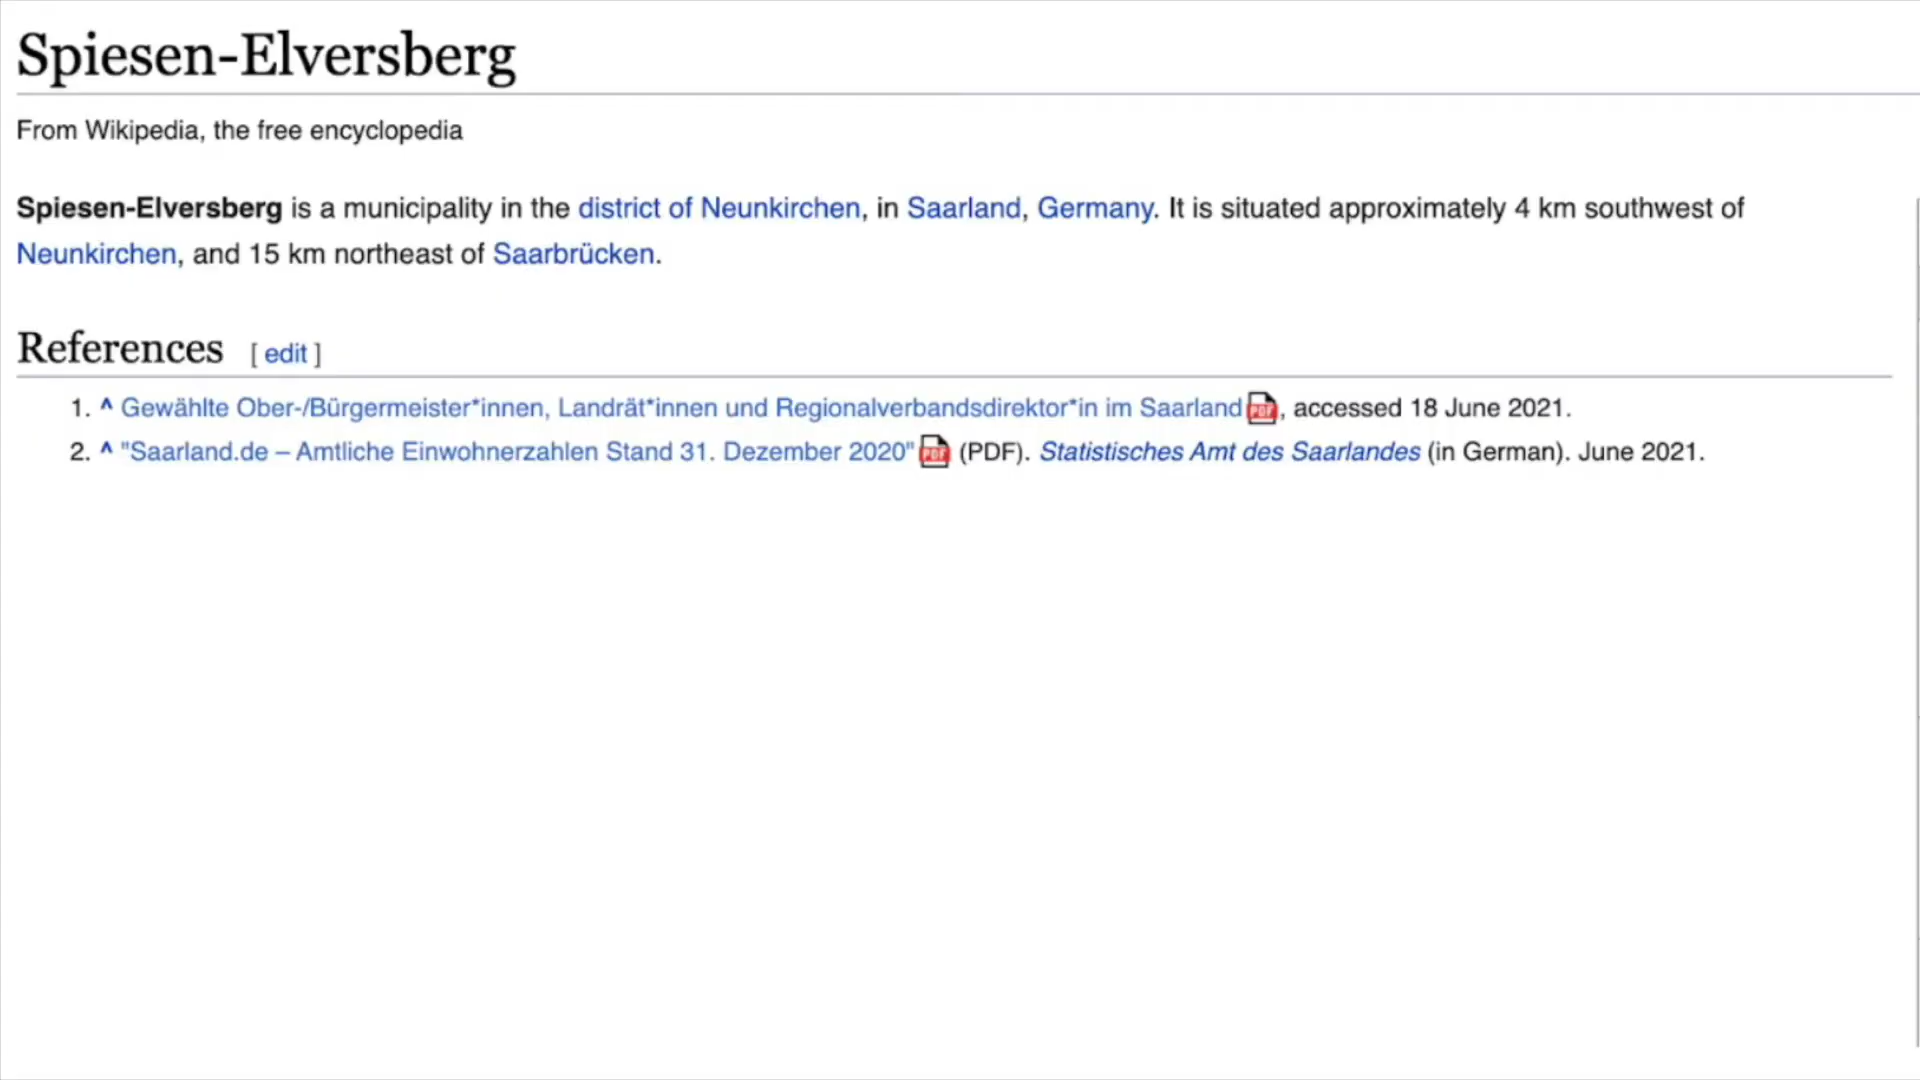 Spiesen-Elversberg
From Wikipedia, the free encyclopedia
Spiesen-Elversberg is a municipality in the district of Neunkirchen, in Saarland, Germany. It is situated approximately 4 km southwest of
Neunkirchen, and 15 km northeast of Saarbrücken.
References [ edit ]
1. ^ Gewählte Ober-/Bürgermeister*innen, Landrät*innen und Regionalverbandsdirektor*in im Saarland PDF, accessed 18 June 2021.
2. ^ "Saarland.de – Amtliche Einwohnerzahlen Stand 31. Dezember 2020" PDF (PDF). Statistisches Amt des Saarlandes (in German). June 2021.